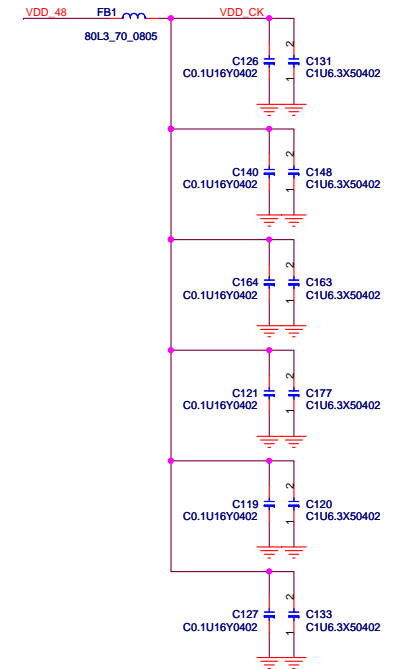 VDD_48 FB1 VDD_CK
80L3_70_0805
C126 2 C131
C0.1U16Y0402 1 C1U6.3X50402
C140 2 C148
C0.1U16Y0402 1 C1U6.3X50402
C164 2 C163
C0.1U16Y0402 1 C1U6.3X50402
C121 2 C177
C0.1U16Y0402 1 C1U6.3X50402
C119 2 C120
C0.1U16Y0402 1 C1U6.3X50402
C127 2 C133
C0.1U16Y0402 1 C1U6.3X50402